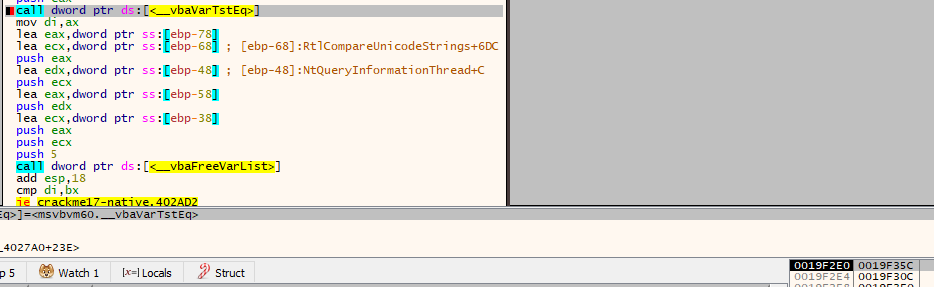 push eax
call dword ptr ds:[<__vbaVarTstEq>]
mov di,ax
lea eax,dword ptr ss:[ebp-78]
lea ecx,dword ptr ss:[ebp-68] ; [ebp-68]:RtlCompareUnicodeStrings+6DC
push eax
lea edx,dword ptr ss:[ebp-48] ; [ebp-48]:NtQueryInformationThread+C
push ecx
lea eax,dword ptr ss:[ebp-58]
push edx
lea ecx,dword ptr ss:[ebp-38]
push eax
push ecx
push 5
call dword ptr ds:[<__vbaFreeVarList>]
add esp,18
cmp di,bx
je crackme17-native.402AD2
Eq>]=<msvbvm60.__vbaVarTstEq>
_4027A0+23E>
p 5 Watch 1 [x=] Locals Struct
0019F2E0 0019F35C
0019F2E4 0019F30C